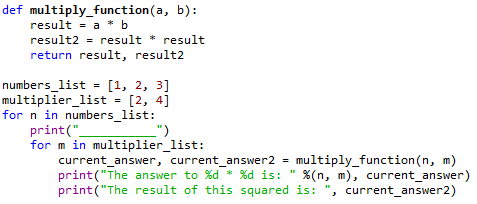 def multiply_function(a, b):
    result = a * b
    result2 = result * result
    return result, result2

numbers_list = [1, 2, 3]
multiplier_list = [2, 4]
for n in numbers_list:
    print("___________")
    for m in multiplier_list:
        current_answer, current_answer2 = multiply_function(n, m)
        print("The answer to %d * %d is: " %(n, m), current_answer)
        print("The result of this squared is: ", current_answer2)